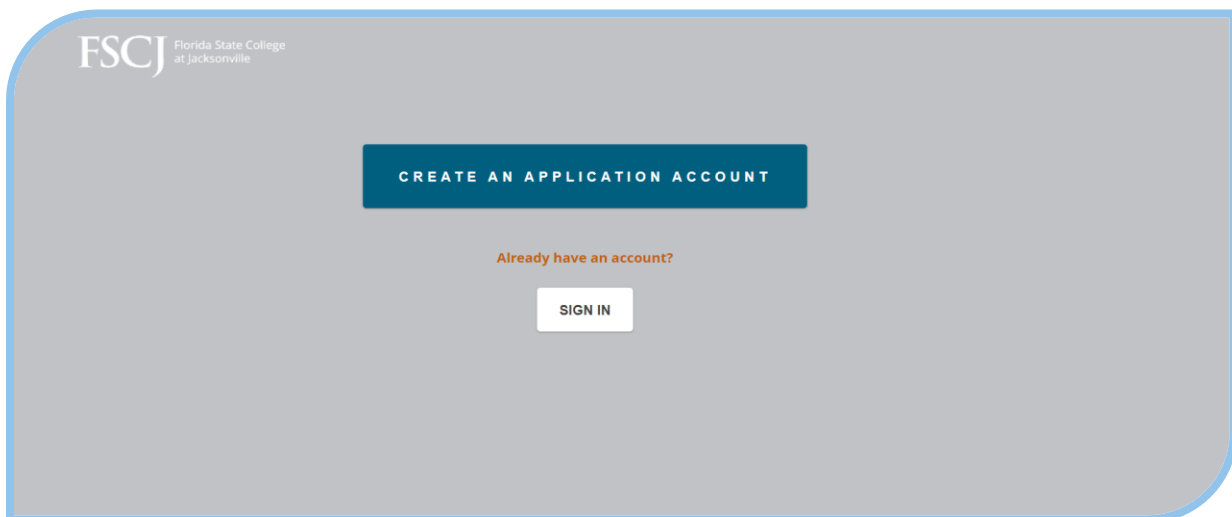 FSCJ Florida State College
at Jacksonville
CREATE AN APPLICATION ACCOUNT
Already have an account?
SIGN IN